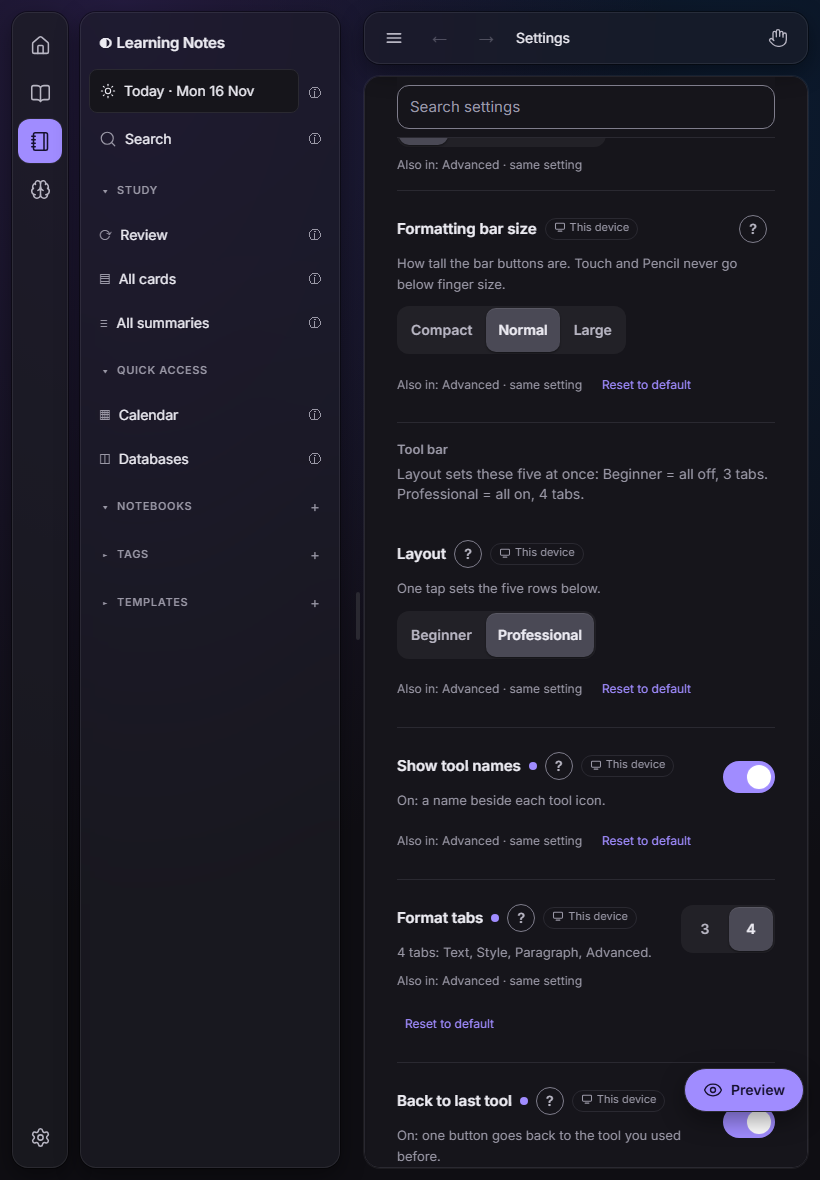 Learning Notes
Today · Mon 16 Nov
Search
STUDY
Review
All cards
All summaries
QUICK ACCESS
Calendar
Databases
NOTEBOOKS +
TAGS +
TEMPLATES +
← → Settings
Search settings
Also in: Advanced · same setting
Formatting bar size This device ?
How tall the bar buttons are. Touch and Pencil never go
below finger size.
Compact Normal Large
Also in: Advanced · same setting Reset to default
Tool bar
Layout sets these five at once: Beginner = all off, 3 tabs.
Professional = all on, 4 tabs.
Layout ? This device
One tap sets the five rows below.
Beginner Professional
Also in: Advanced · same setting Reset to default
Show tool names ? This device
On: a name beside each tool icon.
Also in: Advanced · same setting Reset to default
Format tabs ? This device 3 4
4 tabs: Text, Style, Paragraph, Advanced.
Also in: Advanced · same setting
Reset to default
Preview
Back to last tool ? This device
On: one button goes back to the tool you used
before.